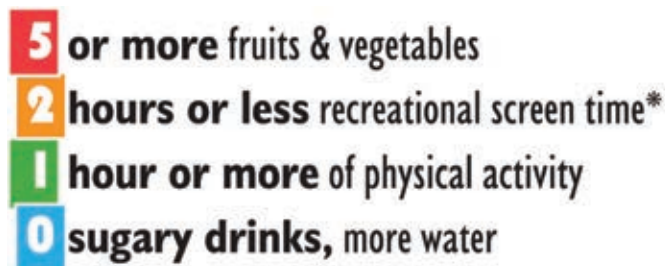 5 or more fruits & vegetables
2 hours or less recreational screen time*
1 hour or more of physical activity
0 sugary drinks, more water